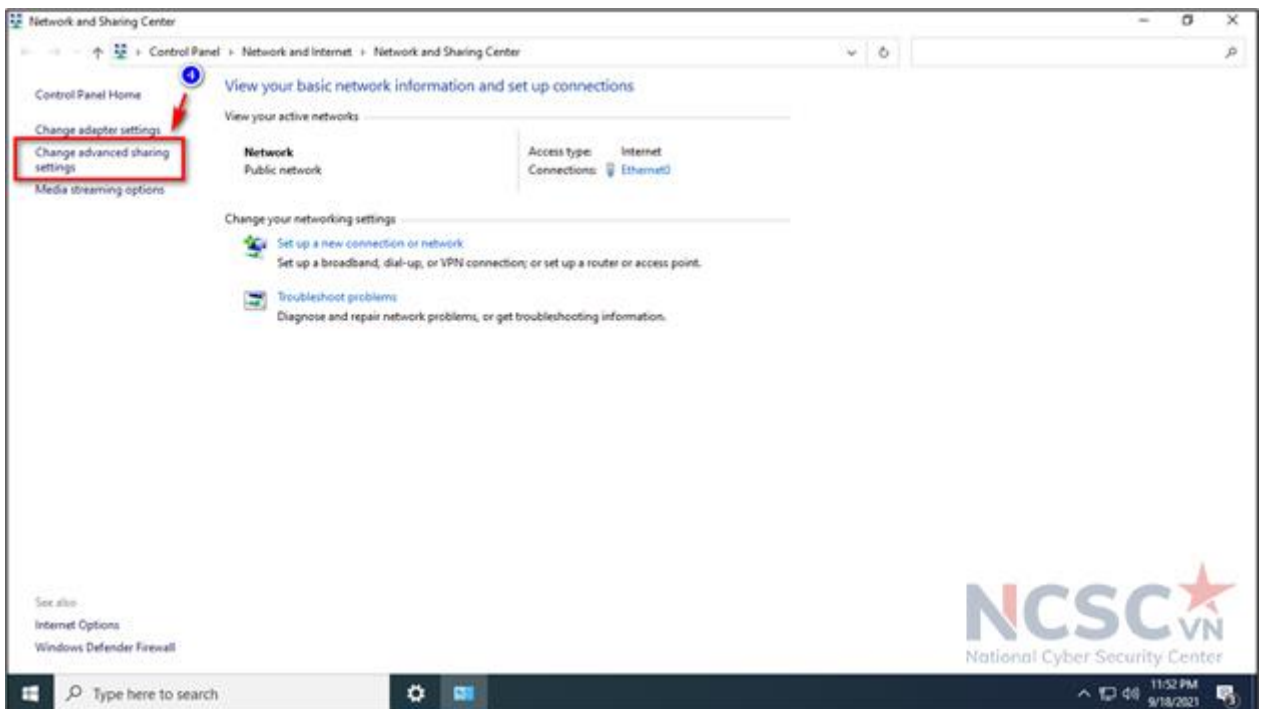 Network and Sharing Center
Control Panel › Network and Internet › Network and Sharing Center
4
Control Panel Home
Change adapter settings
Change advanced sharing
settings
Media streaming options
View your basic network information and set up connections
View your active networks
Network
Public network
Access type: Internet
Connections: Ethernet0
Change your networking settings
Set up a new connection or network
Set up a broadband, dial-up, or VPN connection; or set up a router or access point.
Troubleshoot problems
Diagnose and repair network problems, or get troubleshooting information.
See also
Internet Options
Windows Defender Firewall
NCSC VN
National Cyber Security Center
Type here to search
11:52 PM
9/18/2021
3